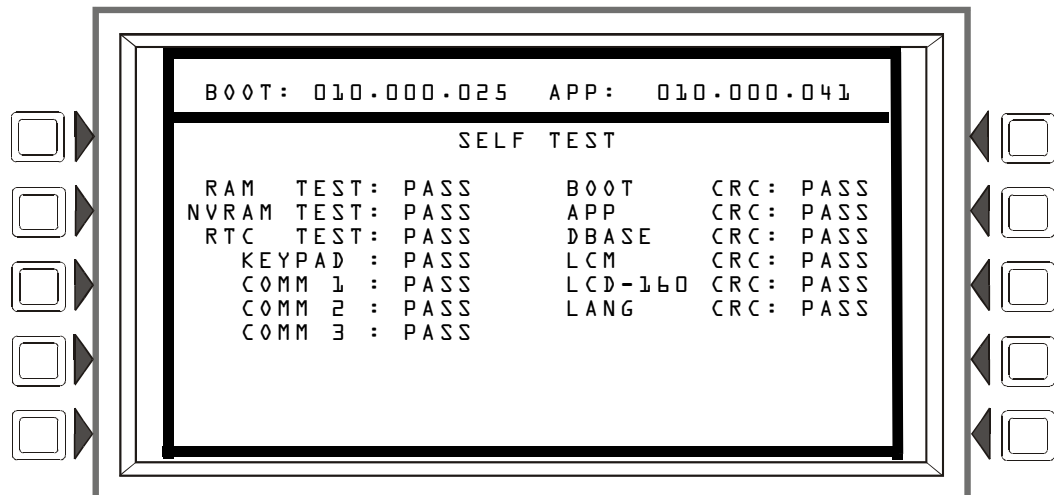 BOOT: 010.000.025 APP: 010.000.041
SELF TEST
RAM TEST: PASS BOOT CRC: PASS
NVRAM TEST: PASS APP CRC: PASS
RTC TEST: PASS DBASE CRC: PASS
KEYPAD : PASS LCM CRC: PASS
COMM 1 : PASS LCD-160 CRC: PASS
COMM 2 : PASS LANG CRC: PASS
COMM 3 : PASS